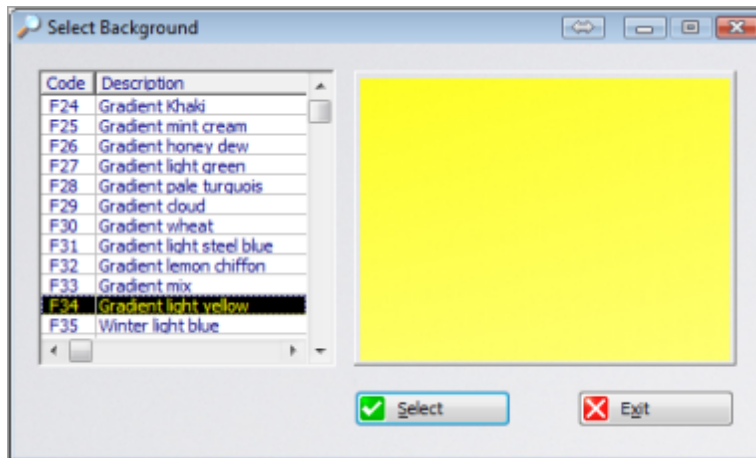 Select Background
Code Description
F24 Gradient Khaki
F25 Gradient mint cream
F26 Gradient honey dew
F27 Gradient light green
F28 Gradient pale turquois
F29 Gradient cloud
F30 Gradient wheat
F31 Gradient light steel blue
F32 Gradient lemon chiffon
F33 Gradient mix
F34 Gradient light yellow
F35 Winter light blue
Select Exit